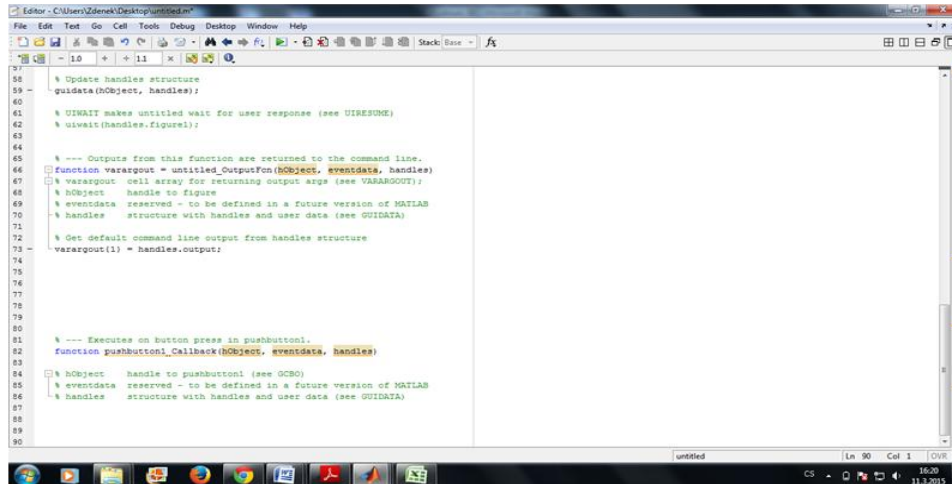 Editor - C:\Users\Zdenek\Desktop\untitled.m*
File Edit Text Go Cell Tools Debug Desktop Window Help
Stack: Base fx
- 1.0 + ÷ 1.1 ×
57
58 % Update handles structure
59 - guidata(hObject, handles);
60
61 % UIWAIT makes untitled wait for user response (see UIRESUME)
62 % uiwait(handles.figure1);
63
64
65 % --- Outputs from this function are returned to the command line.
66 function varargout = untitled_OutputFcn(hObject, eventdata, handles)
67 % varargout cell array for returning output args (see VARARGOUT);
68 % hObject handle to figure
69 % eventdata reserved - to be defined in a future version of MATLAB
70 % handles structure with handles and user data (see GUIDATA)
71
72 % Get default command line output from handles structure
73 - varargout{1} = handles.output;
74
75
76
77
78
79
80
81 % --- Executes on button press in pushbutton1.
82 function pushbutton1_Callback(hObject, eventdata, handles)
83
84 % hObject handle to pushbutton1 (see GCBO)
85 % eventdata reserved - to be defined in a future version of MATLAB
86 % handles structure with handles and user data (see GUIDATA)
87
88
89
90
untitled Ln 90 Col 1 OVR
CS 16:20
11.3.2015